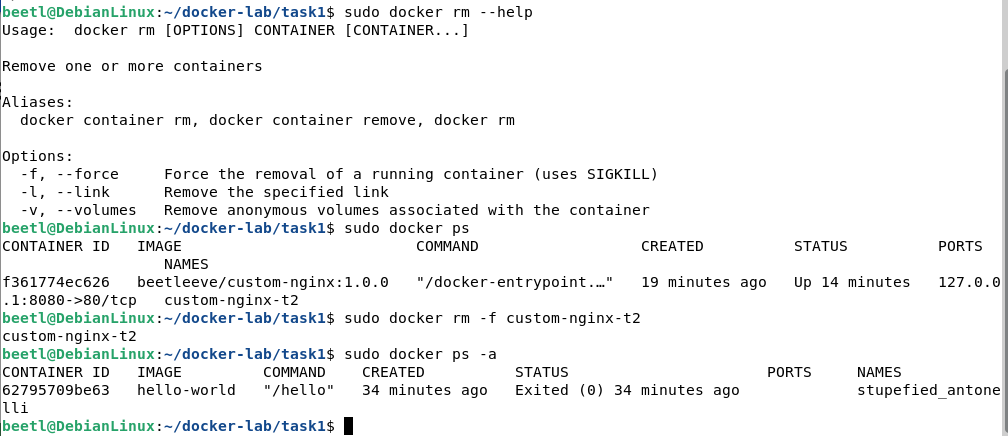 beetl@DebianLinux:~/docker-lab/task1$ sudo docker rm --help
Usage:  docker rm [OPTIONS] CONTAINER [CONTAINER...]

Remove one or more containers

Aliases:
  docker container rm, docker container remove, docker rm

Options:
  -f, --force     Force the removal of a running container (uses SIGKILL)
  -l, --link      Remove the specified link
  -v, --volumes   Remove anonymous volumes associated with the container
beetl@DebianLinux:~/docker-lab/task1$ sudo docker ps
CONTAINER ID   IMAGE                          COMMAND                  CREATED          STATUS          PORTS
                  NAMES
f361774ec626   beetleeve/custom-nginx:1.0.0   "/docker-entrypoint.…"   19 minutes ago   Up 14 minutes   127.0.0
.1:8080->80/tcp   custom-nginx-t2
beetl@DebianLinux:~/docker-lab/task1$ sudo docker rm -f custom-nginx-t2
custom-nginx-t2
beetl@DebianLinux:~/docker-lab/task1$ sudo docker ps -a
CONTAINER ID   IMAGE         COMMAND    CREATED          STATUS                      PORTS     NAMES
62795709be63   hello-world   "/hello"   34 minutes ago   Exited (0) 34 minutes ago             stupefied_antone
lli
beetl@DebianLinux:~/docker-lab/task1$